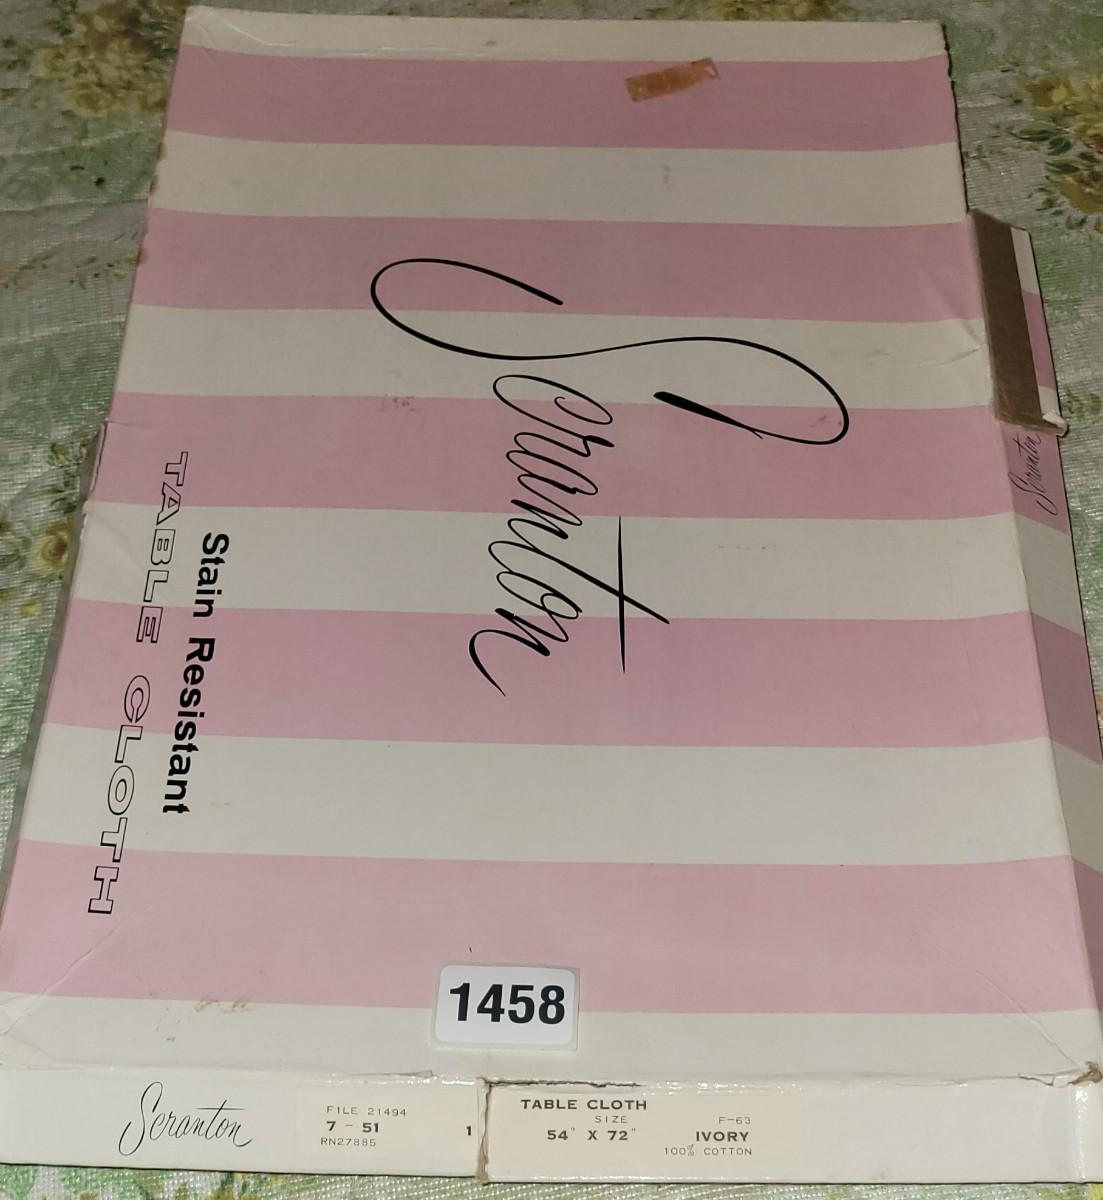 Scranton
Stain Resistant
TABLE CLOTH
Scranton
1458
Scranton
FILE 21494
7 - 51
RN27885
1
TABLE CLOTH
SIZE
54" X 72"
F-63
IVORY
100% COTTON